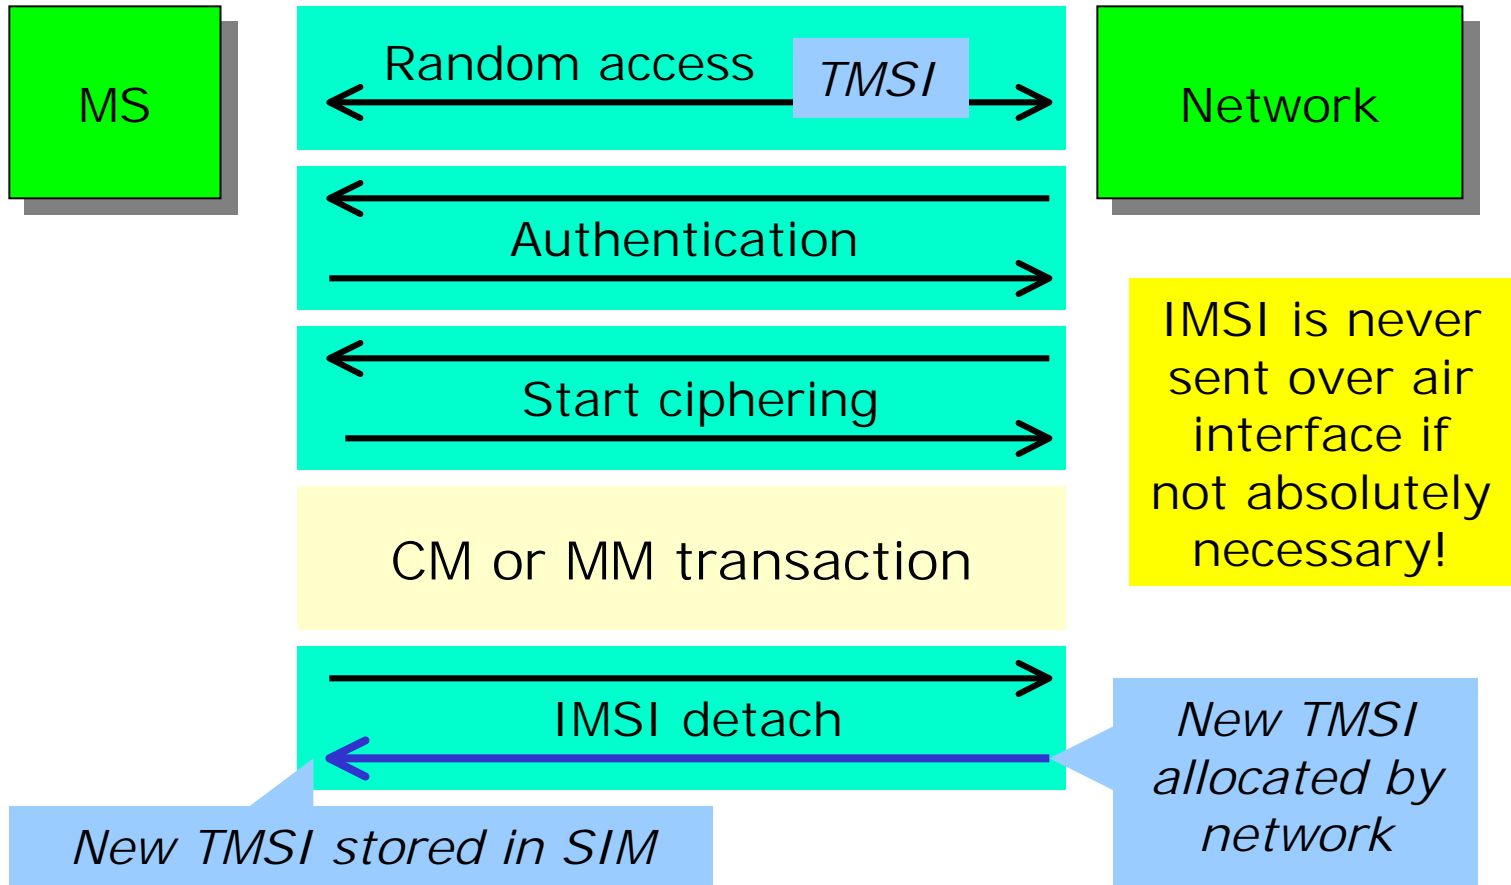 MS
Random access
TMSI
Network
Authentication
Start ciphering
IMSI is never
sent over air
interface if
not absolutely
necessary!
CM or MM transaction
IMSI detach
New TMSI
allocated by
network
New TMSI stored in SIM